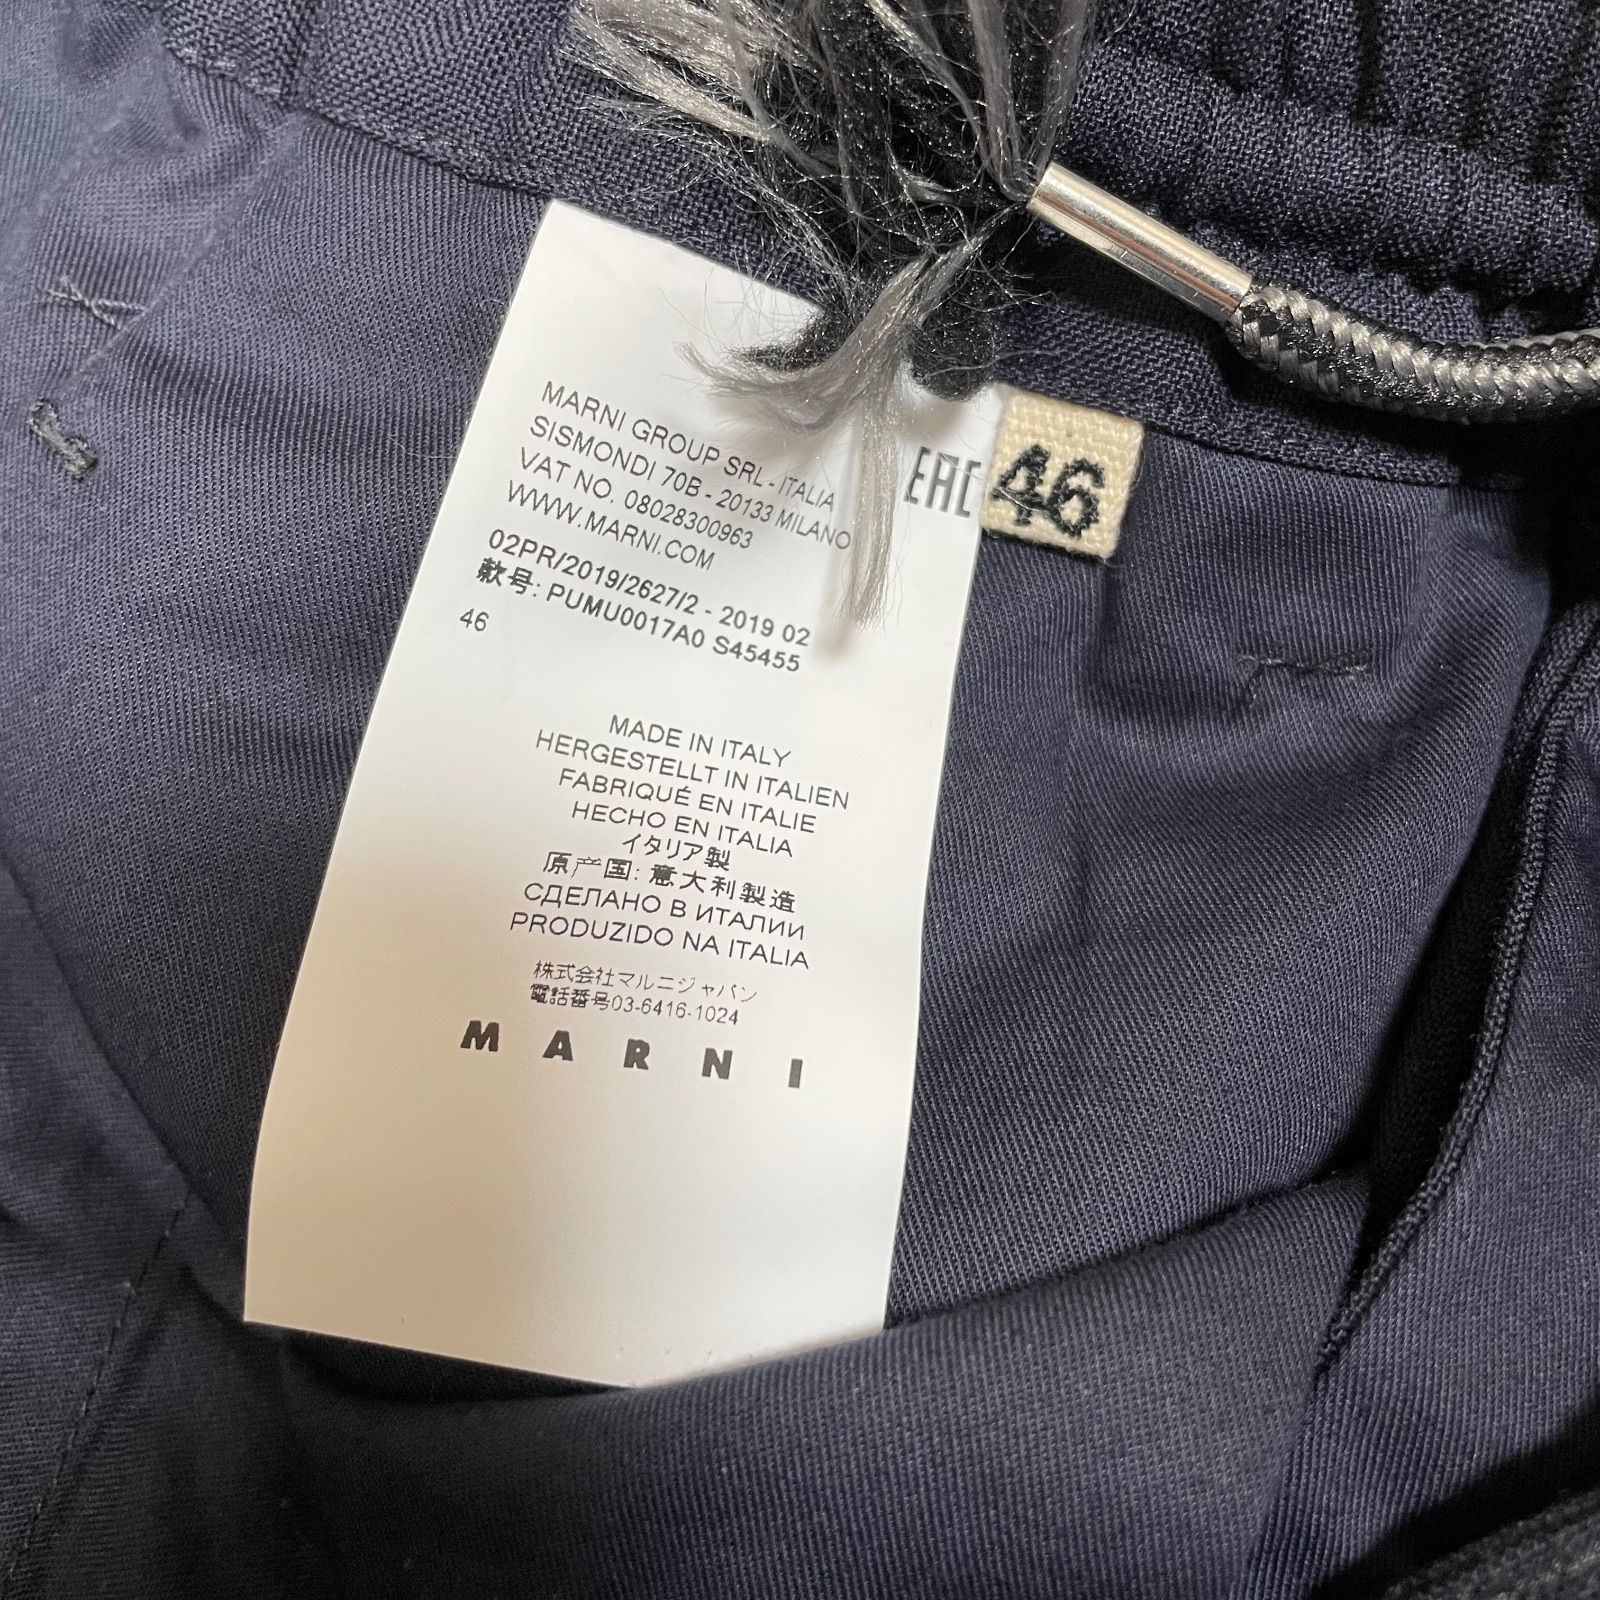 MARNI GROUP SRL - ITALIA
SISMONDI 70B - 20133 MILANO
VAT NO. 08028300963
WWW.MARNI.COM
02PR/2019/2627/2 - 2019 02
款号: PUMU0017A0 S45455
46
EAC
46
MADE IN ITALY
HERGESTELLT IN ITALIEN
FABRIQUÉ EN ITALIE
HECHO EN ITALIA
イタリア製
原产国: 意大利製造
СДЕЛАНО В ИТАЛИИ
PRODUZIDO NA ITALIA
株式会社マルニジャパン
電話番号03-6416-1024
MARNI